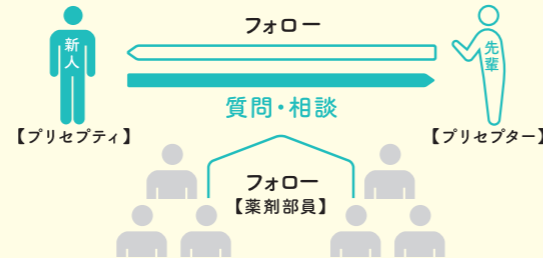 フォロー
新人
先輩
質問・相談
【プリセプティ】
【プリセプター】
フォロー
【薬剤部員】